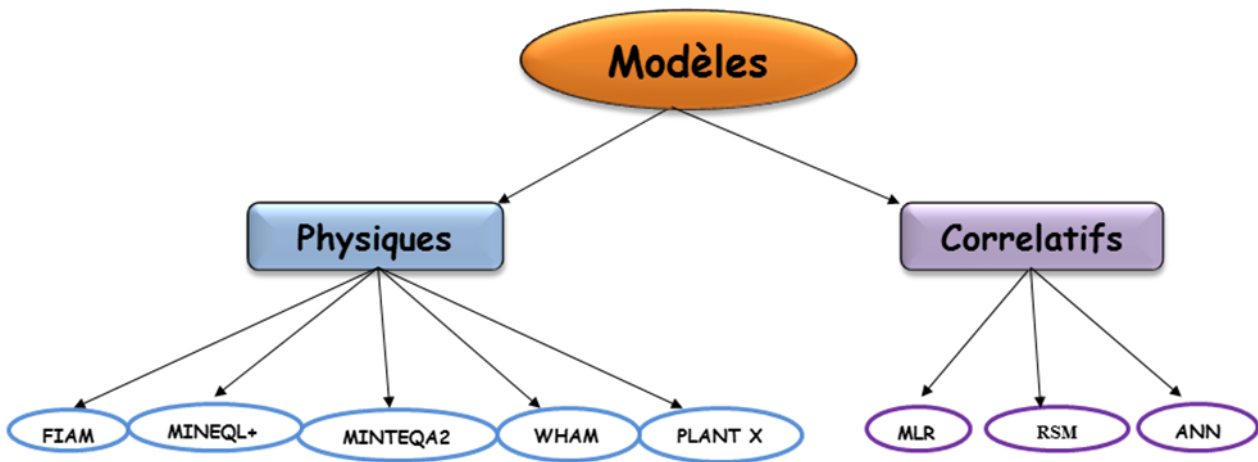 Modèles
Physiques
Correlatifs
FIAM
MINEQL+
MINTEQA2
WHAM
PLANT X
MLR
RSM
ANN